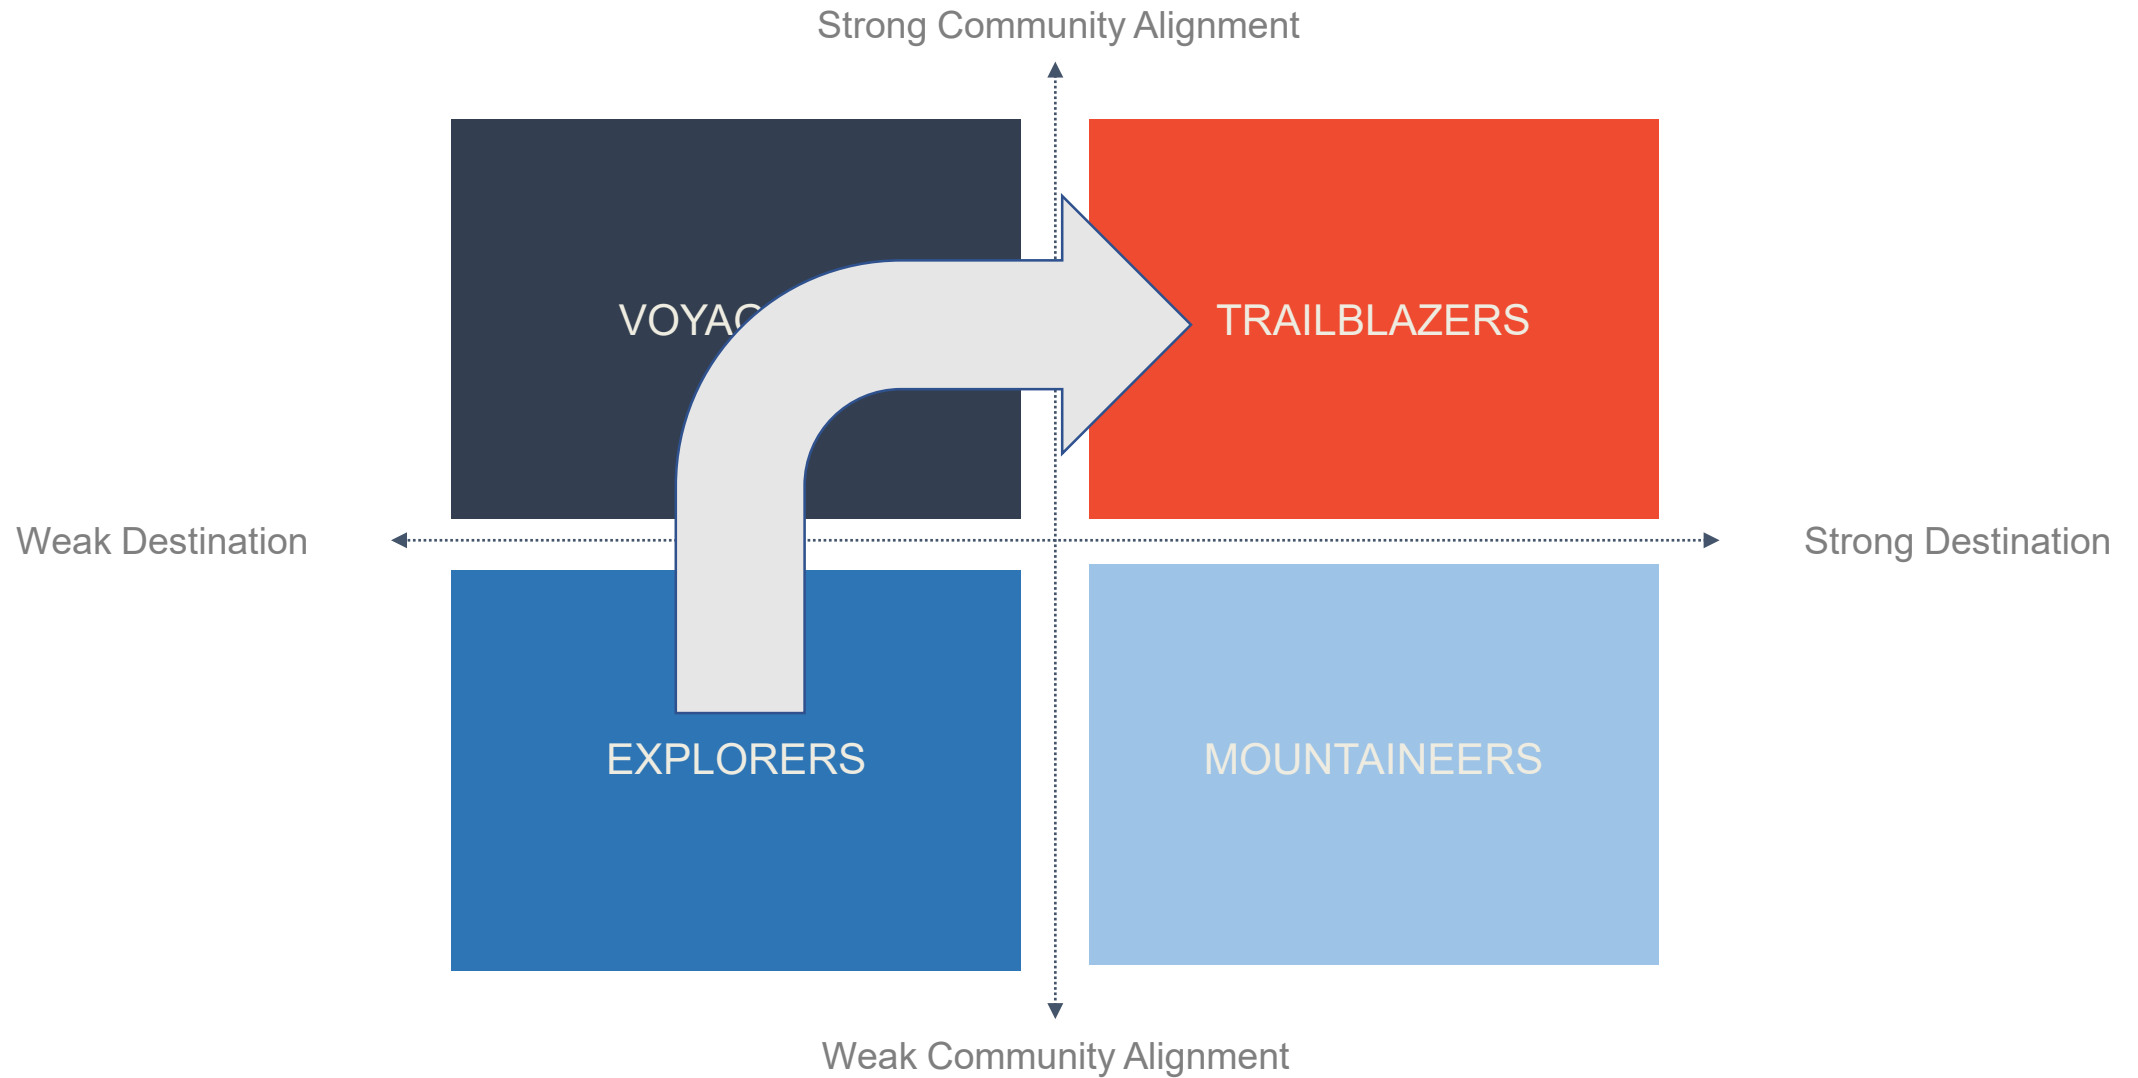 Strong Community Alignment
TRAILBLAZERS
Weak Destination
Strong Destination
EXPLORERS
MOUNTAINEERS
Weak Community Alignment